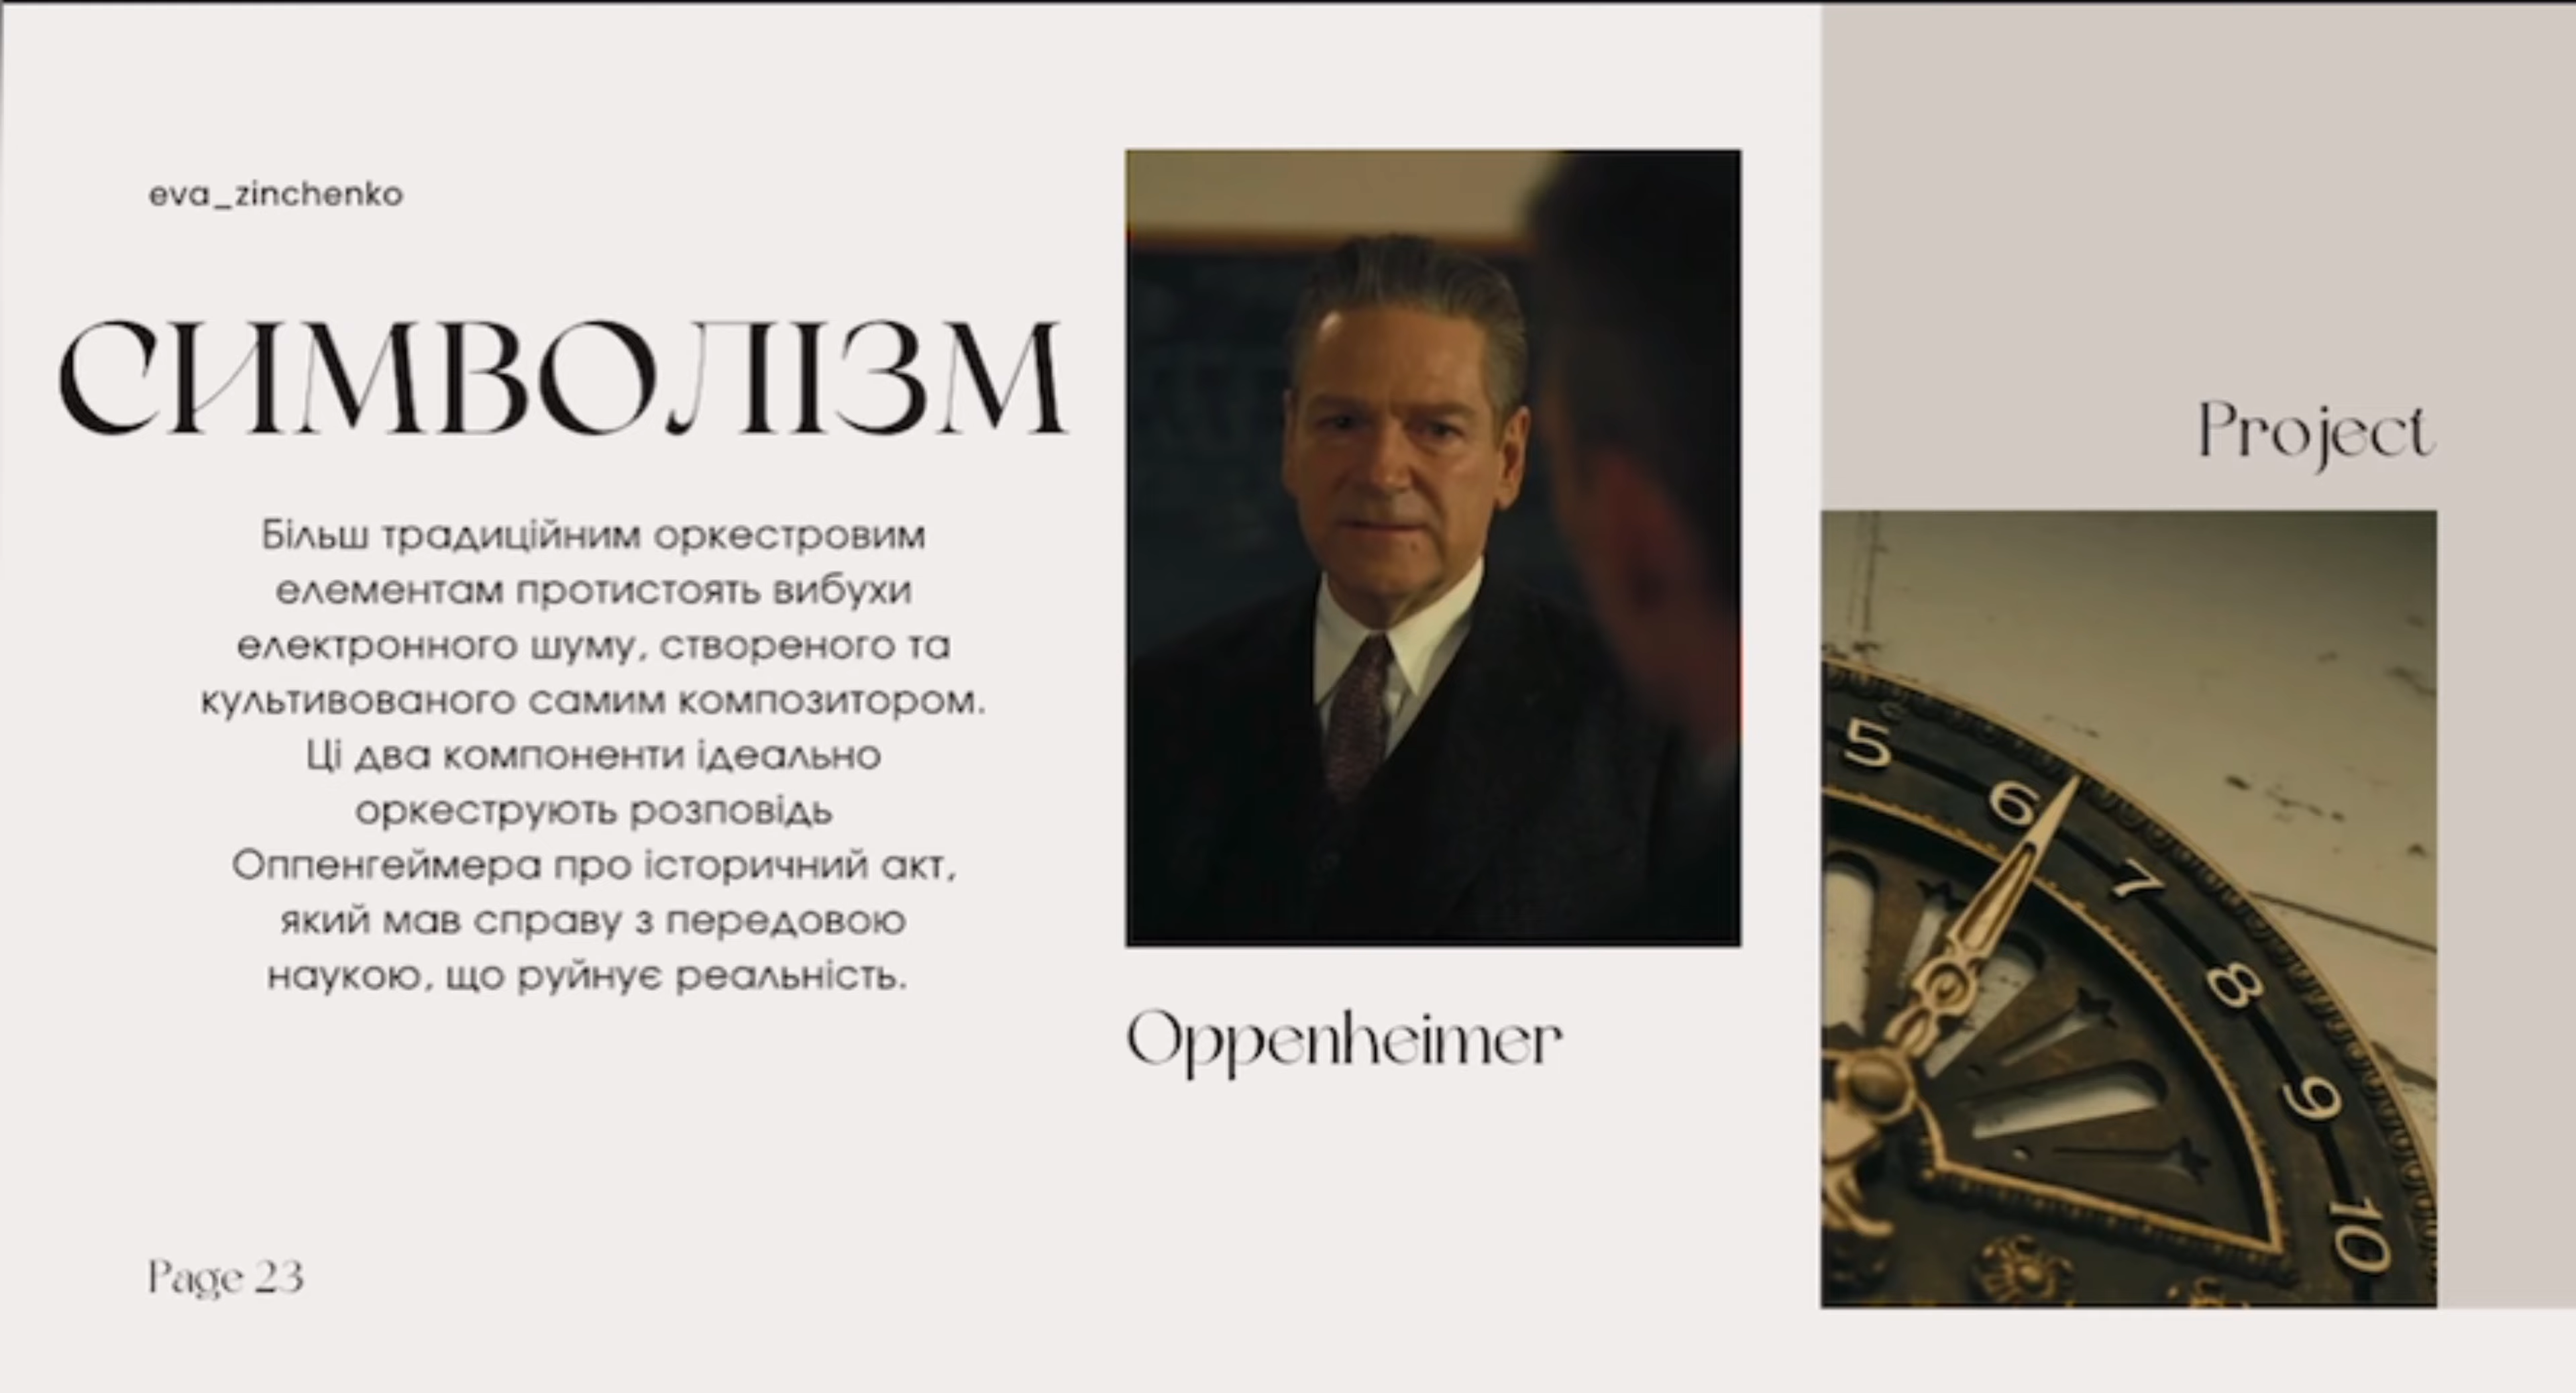 eva_zinchenko
СИМВОЛІЗМ
Більш традиційним оркестровим
елементам протистоять вибухи
електронного шуму, створеного та
культивованого самим композитором.
Ці два компоненти ідеально
оркеструють розповідь
Оппенгеймера про історичний акт,
який мав справу з передовою
наукою, що руйнує реальність.
Oppenheimer
Page 23
Project
5
6
7
8
9
10